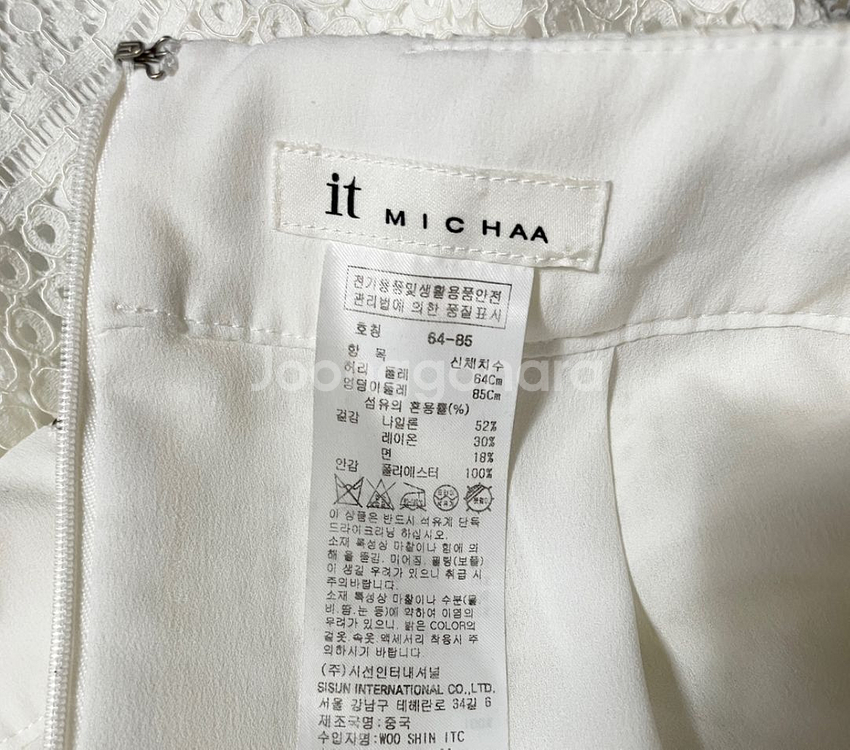 it MICHAA
전기용품및생활용품안전
관리법에 의한 품질표시
호칭 64-85
항 목 신체치수
허리 둘레 64Cm
엉덩이둘레 85Cm
섬유의 혼용률(%)
겉감 나일론 52%
레이온 30%
면 18%
안감 폴리에스터 100%
이 상품은 반드시 석유계 단독
드라이크리닝 하십시오.
소재 특성상 마찰이나 힘에 의
해 올 뜯김, 미어짐, 필링(보풀)
이 생길 우려가 있으니 취급 시
주의바랍니다.
소재 특성상 마찰이나 수분(물,
비,땀,눈 등)에 약하여 이염의
우려가 있으니, 밝은 COLOR의
겉옷,속옷,액세서리 착용시 주
의하시기 바랍니다.
(주)시선인터내셔널
SISUN INTERNATIONAL CO.,LTD.
서울 강남구 테헤란로 34길 6
제조국명:중국
수입자명:WOO SHIN ITC
Joongganara